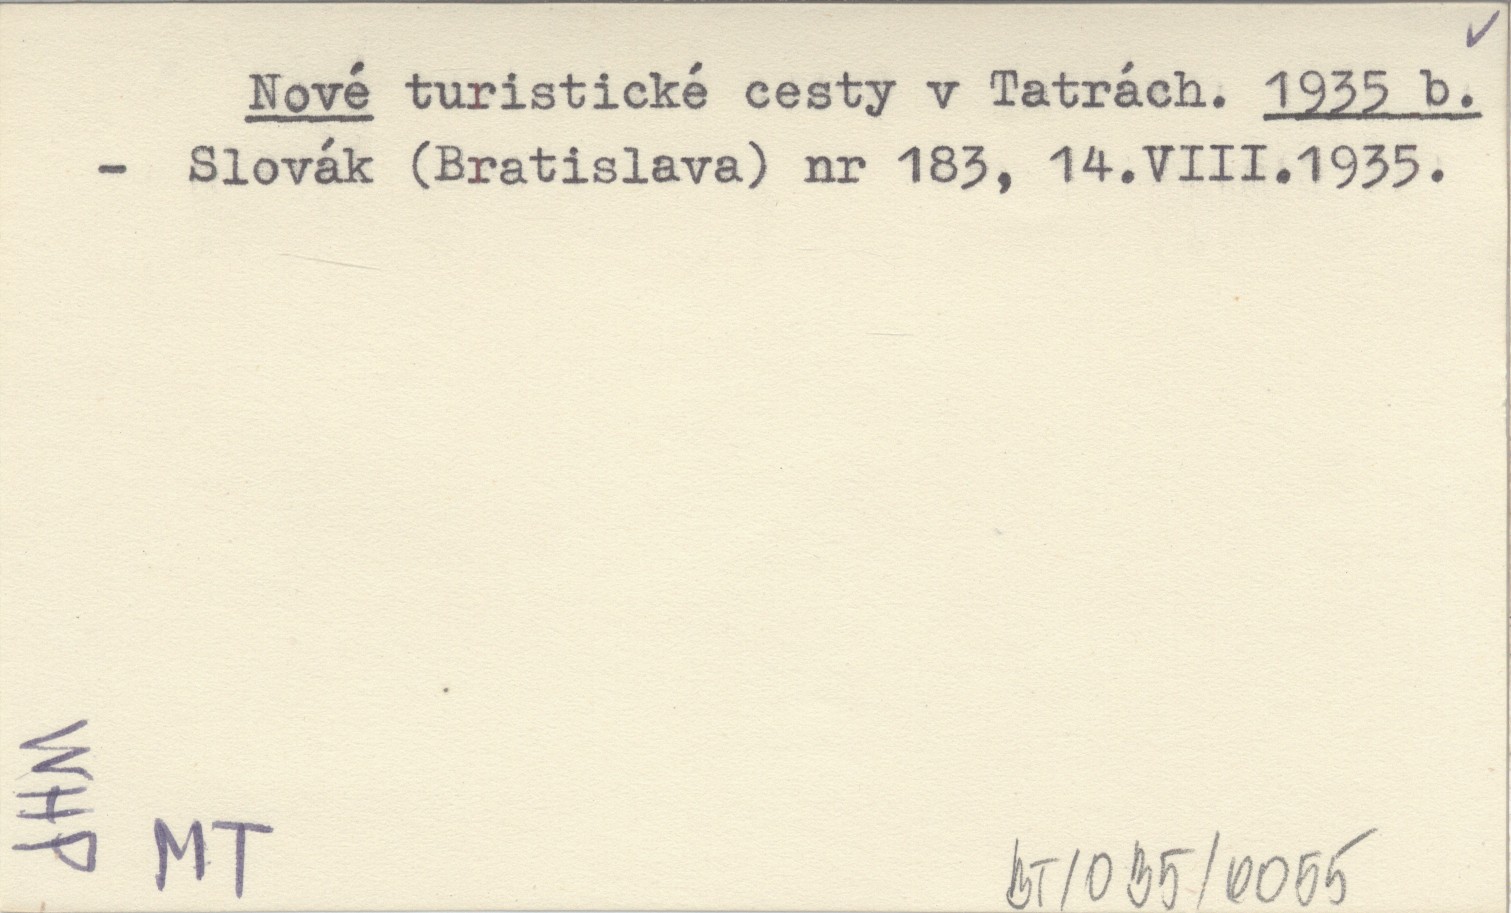 Nové turistické cesty v Tatrách. 1935 b.
- Slovák (Bratislava) nr 183, 14.VIII.1935.
WHP
MT
BT/035/0055